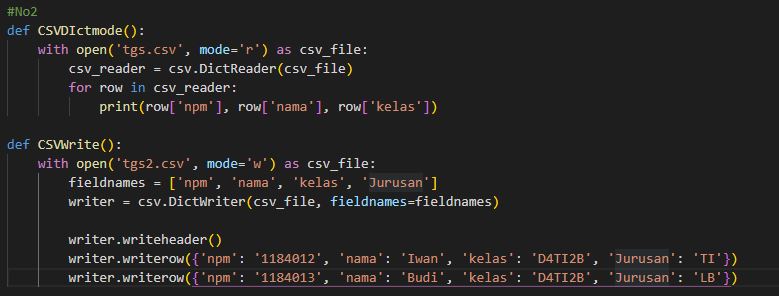 #No2
def CSVDIctmode():
    with open('tgs.csv', mode='r') as csv_file:
        csv_reader = csv.DictReader(csv_file)
        for row in csv_reader:
            print(row['npm'], row['nama'], row['kelas'])

def CSVWrite():
    with open('tgs2.csv', mode='w') as csv_file:
        fieldnames = ['npm', 'nama', 'kelas', 'Jurusan']
        writer = csv.DictWriter(csv_file, fieldnames=fieldnames)

        writer.writeheader()
        writer.writerow({'npm': '1184012', 'nama': 'Iwan', 'kelas': 'D4TI2B', 'Jurusan': 'TI'})
        writer.writerow({'npm': '1184013', 'nama': 'Budi', 'kelas': 'D4TI2B', 'Jurusan': 'LB'})